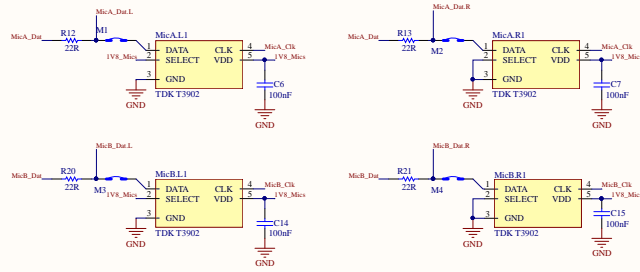 MicA_Dat.L
MicA_Dat
R12
22R
M1
MicA.L1
1V8_Mics
1
2
3
DATA
SELECT
GND
CLK
VDD
4
5
MicA_Clk
1V8_Mics
GND
TDK T3902
C6
100nF
GND
MicA_Dat.R
MicA_Dat
R13
22R
M2
MicA.R1
1
2
3
DATA
SELECT
GND
CLK
VDD
4
5
MicA_Clk
1V8_Mics
GND
TDK T3902
C7
100nF
GND
MicB_Dat.L
MicB_Dat
R20
22R
M3
MicB.L1
1V8_Mics
1
2
3
DATA
SELECT
GND
CLK
VDD
4
5
MicB_Clk
1V8_Mics
GND
TDK T3902
C14
100nF
GND
MicB_Dat.R
MicB_Dat
R21
22R
M4
MicB.R1
1
2
3
DATA
SELECT
GND
CLK
VDD
4
5
MicB_Clk
1V8_Mics
GND
TDK T3902
C15
100nF
GND